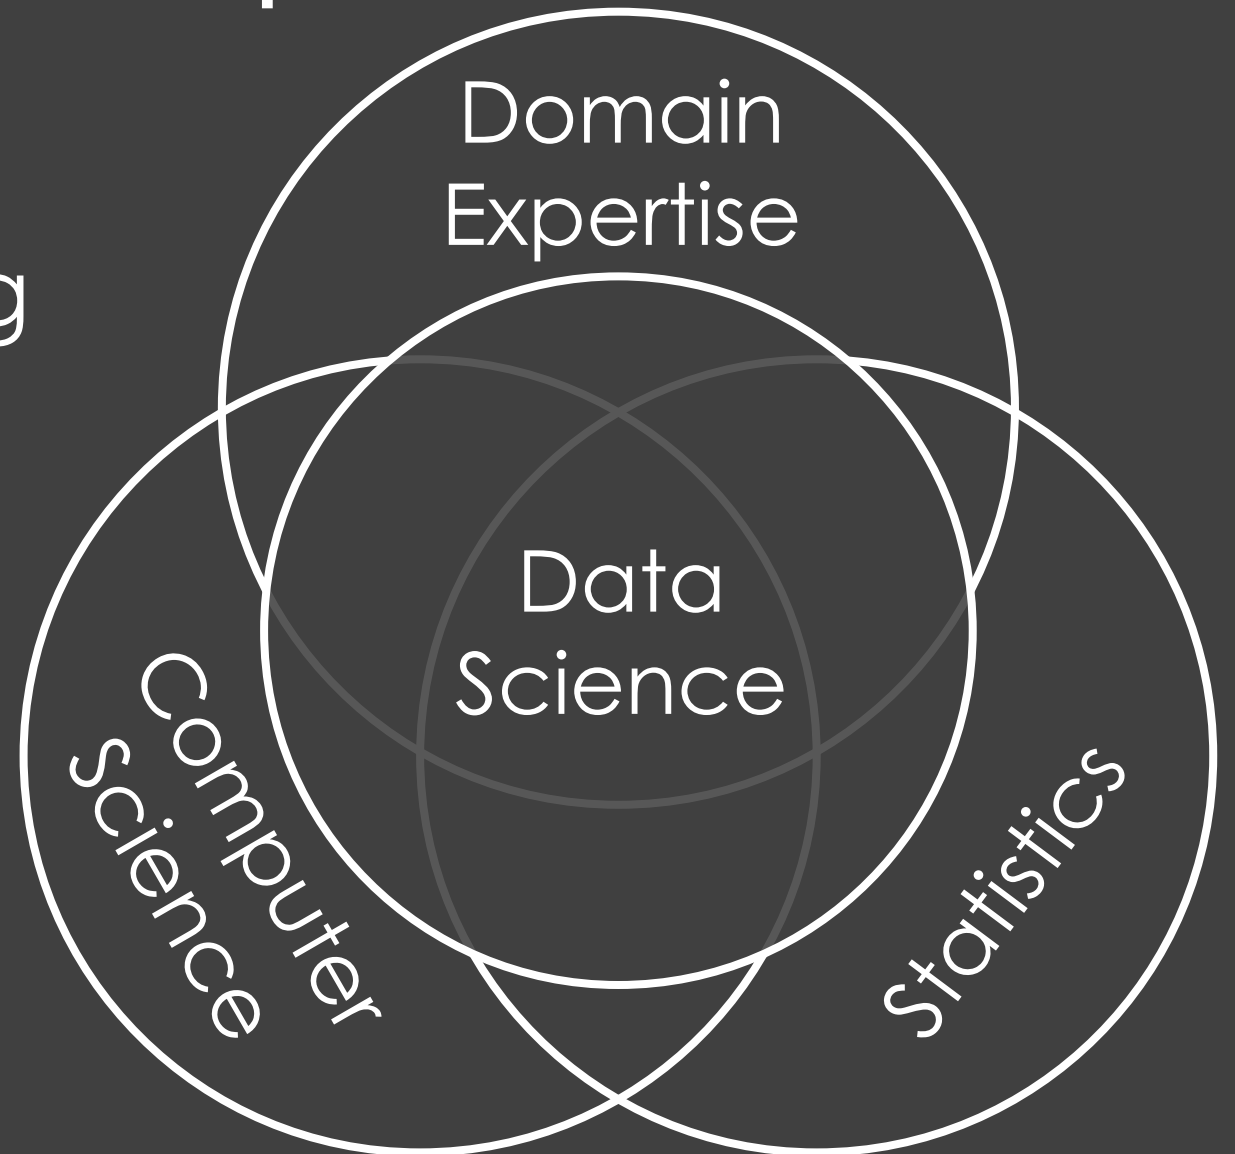 Domain
Expertise
g
Data
Science
Computer
Science
Statistics